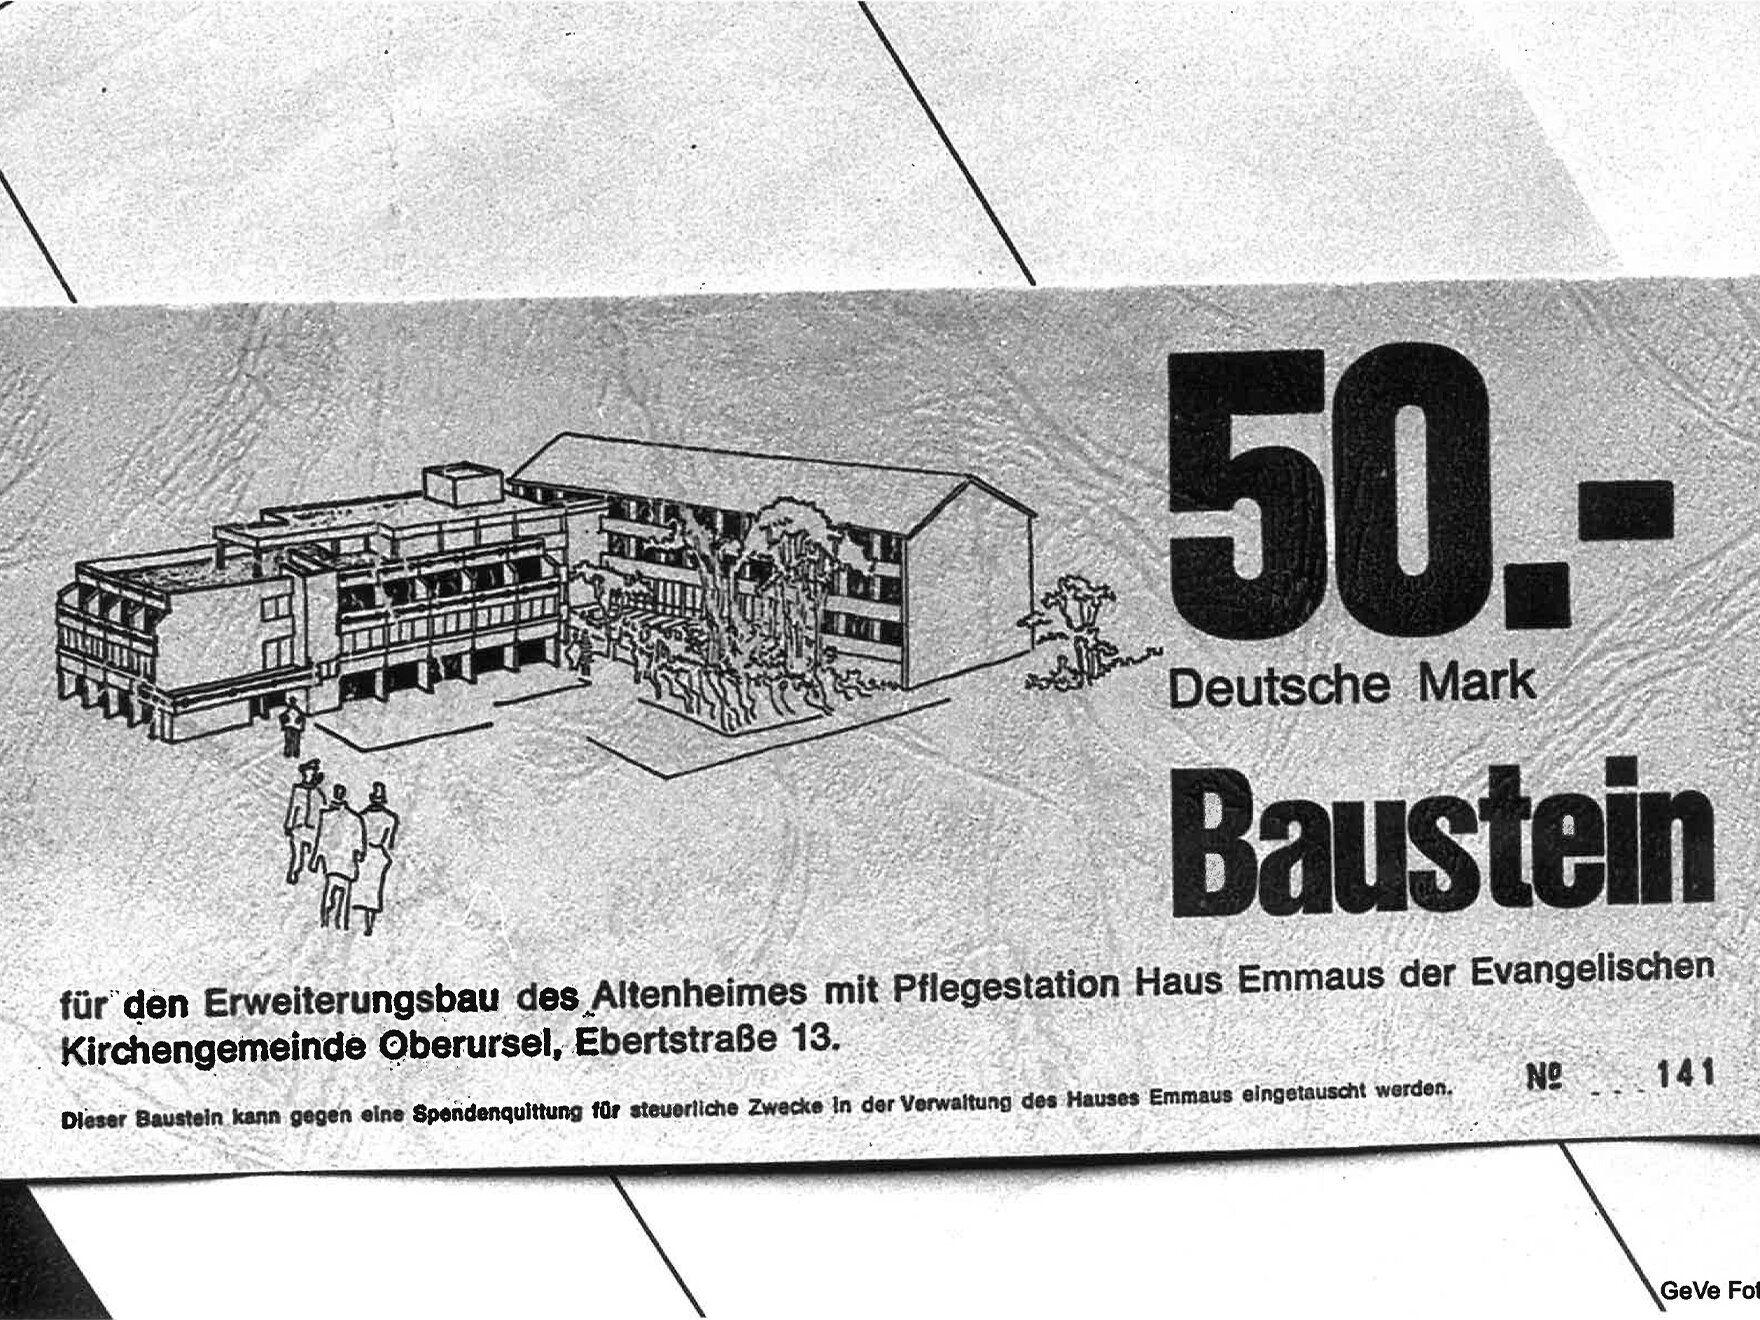 50.-
Deutsche Mark
Baustein
für den Erweiterungsbau des Altenheimes mit Pflegestation Haus Emmaus der Evangelischen
Kirchengemeinde Oberursel, Ebertstraße 13.
Dieser Baustein kann gegen eine Spendenquittung für steuerliche Zwecke in der Verwaltung des Hauses Emmaus eingetauscht werden.
Nº 141
GeVe Fot